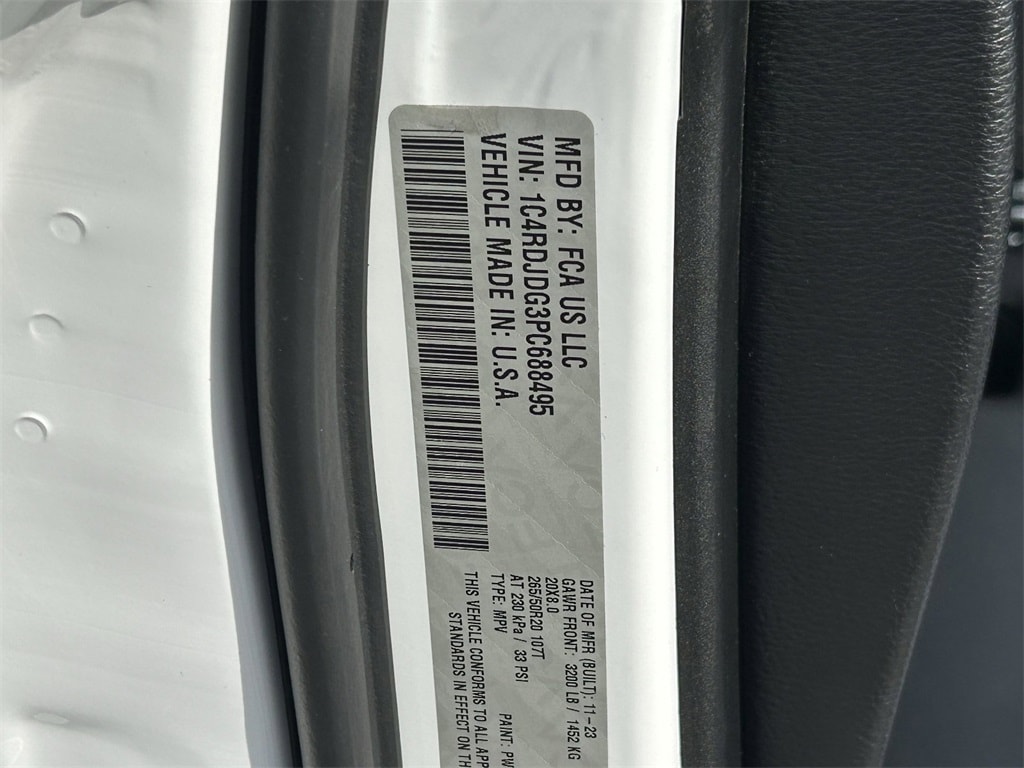 MFD BY: FCA US LLC
VIN: 1C4RDJDG3PC688495
VEHICLE MADE IN: U.S.A.
DATE OF MFR (BUILT): 11-23
GAWR FRONT: 3200 LB / 1452 KG
20X8.0
265/50R20 107T
AT 230 kPa / 33 PSI
TYPE: MPV
PAINT: PW
THIS VEHICLE CONFORMS TO ALL APP
STANDARDS IN EFFECT ON TH